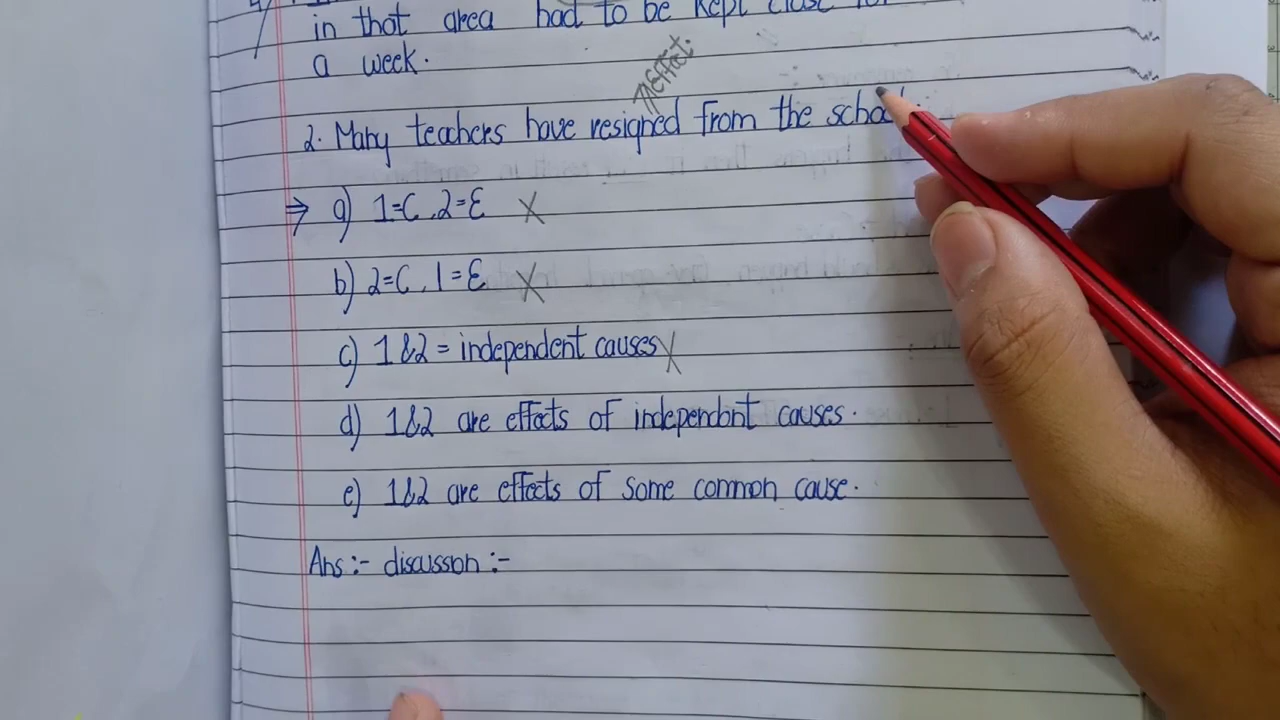 in that area had to be kept close for
a week.
Effect.
2. Many teachers have resigned from the school.
⇒ a) 1=C, 2=E X
b) 2=C, 1=E X
c) 1&2 = independent causes X
d) 1&2 are effects of independent causes.
e) 1&2 are effects of some common cause.
Ans :- discusson :-